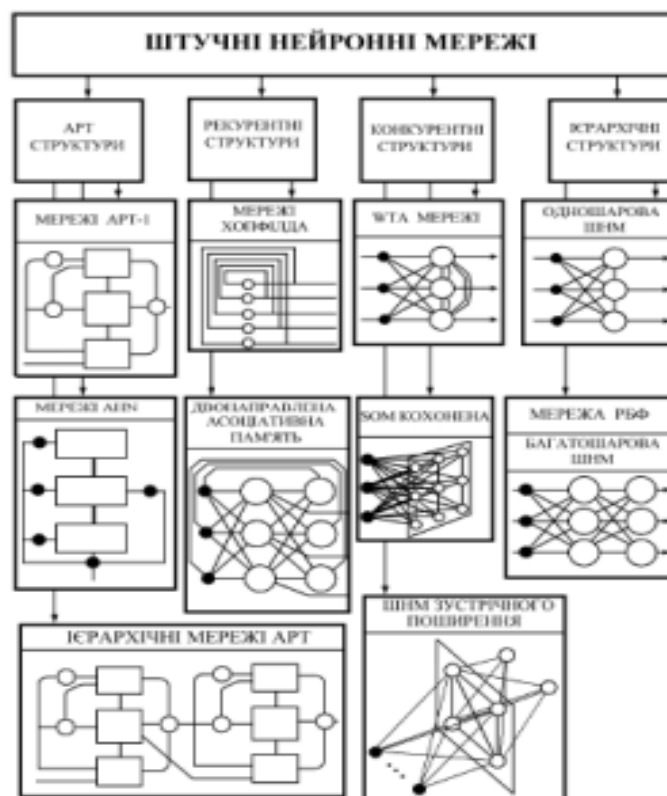 ШТУЧНІ НЕЙРОННІ МЕРЕЖІ
АРТ
СТРУКТУРИ
РЕКУРЕНТНІ
СТРУКТУРИ
КОНКУРЕНТНІ
СТРУКТУРИ
ІЄРАРХІЧНІ
СТРУКТУРИ
МЕРЕЖІ АРТ-1
МЕРЕЖІ
ХОПФІЛДА
WTA МЕРЕЖІ
ОДНОШАРОВА
ШНМ
МЕРЕЖІ AHN
ДВОНАПРАВЛЕНА
АСОЦІАТИВНА
ПАМ'ЯТЬ
SOM КОХОНЕНА
МЕРЕЖА РБФ
БАГАТОШАРОВА
ШНМ
ІЄРАРХІЧНІ МЕРЕЖІ АРТ
ШНМ ЗУСТРІЧНОГО
ПОШИРЕННЯ